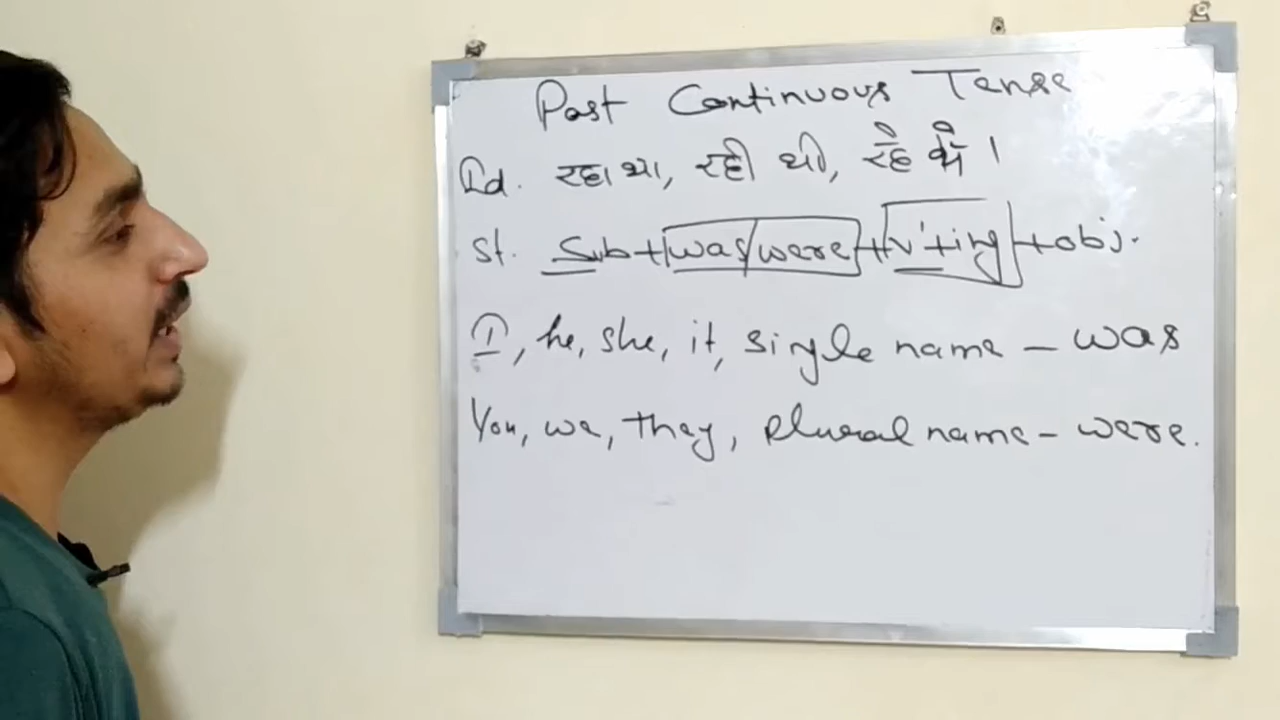 Past Continuous Tense
Id. रहा था, रही थी, रहे थे ।
St. Sub+was/were+v'+ing+obj.
I, he, she, it, single name - was
You, we, they, plural name - were.